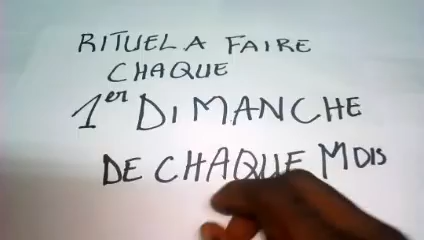 RITUEL A FAIRE
CHAQUE
1er DIMANCHE
DE CHAQUE MOIS